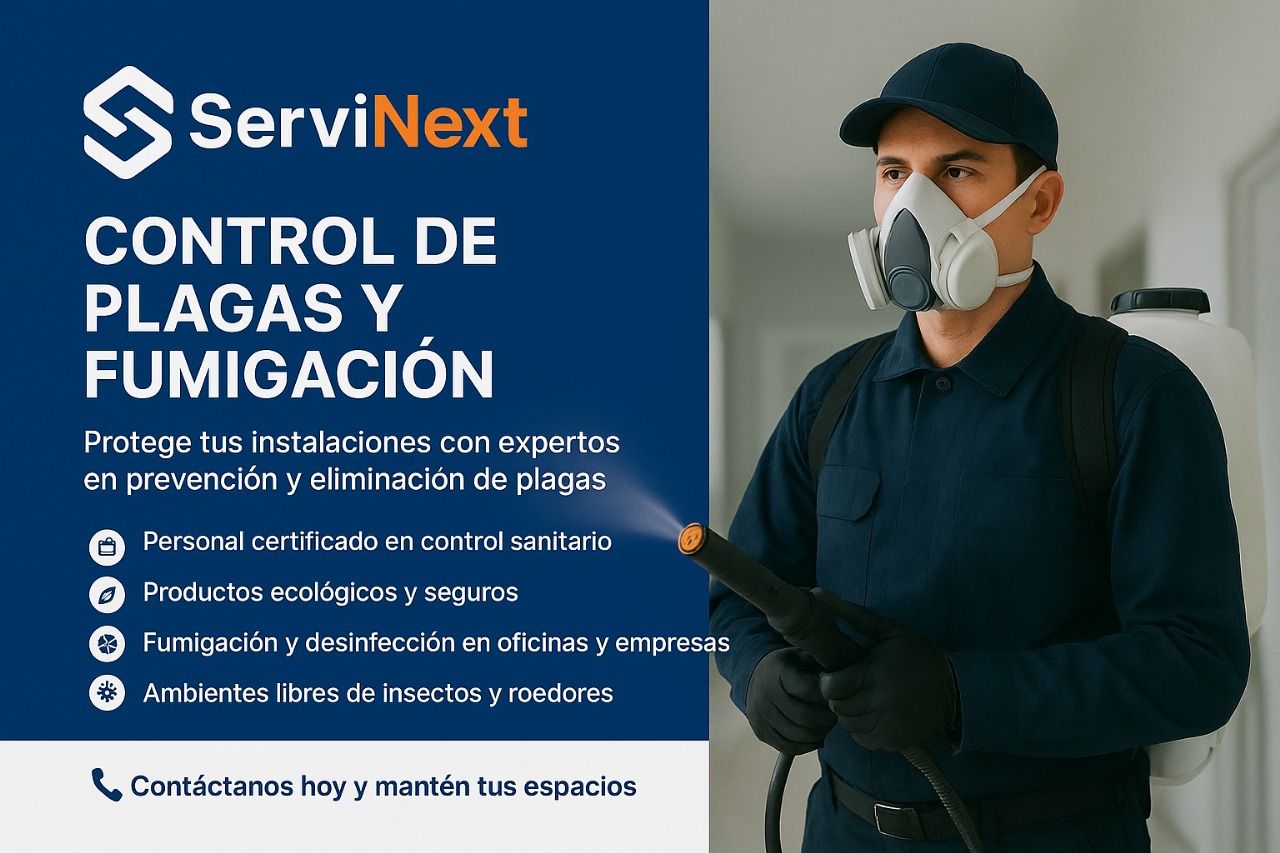 ServiNext
CONTROL DE
PLAGAS Y
FUMIGACIÓN
Protege tus instalaciones con expertos
en prevención y eliminación de plagas
Personal certificado en control sanitario
Productos ecológicos y seguros
Fumigación y desinfección en oficinas y empresas
Ambientes libres de insectos y roedores
Contáctanos hoy y mantén tus espacios